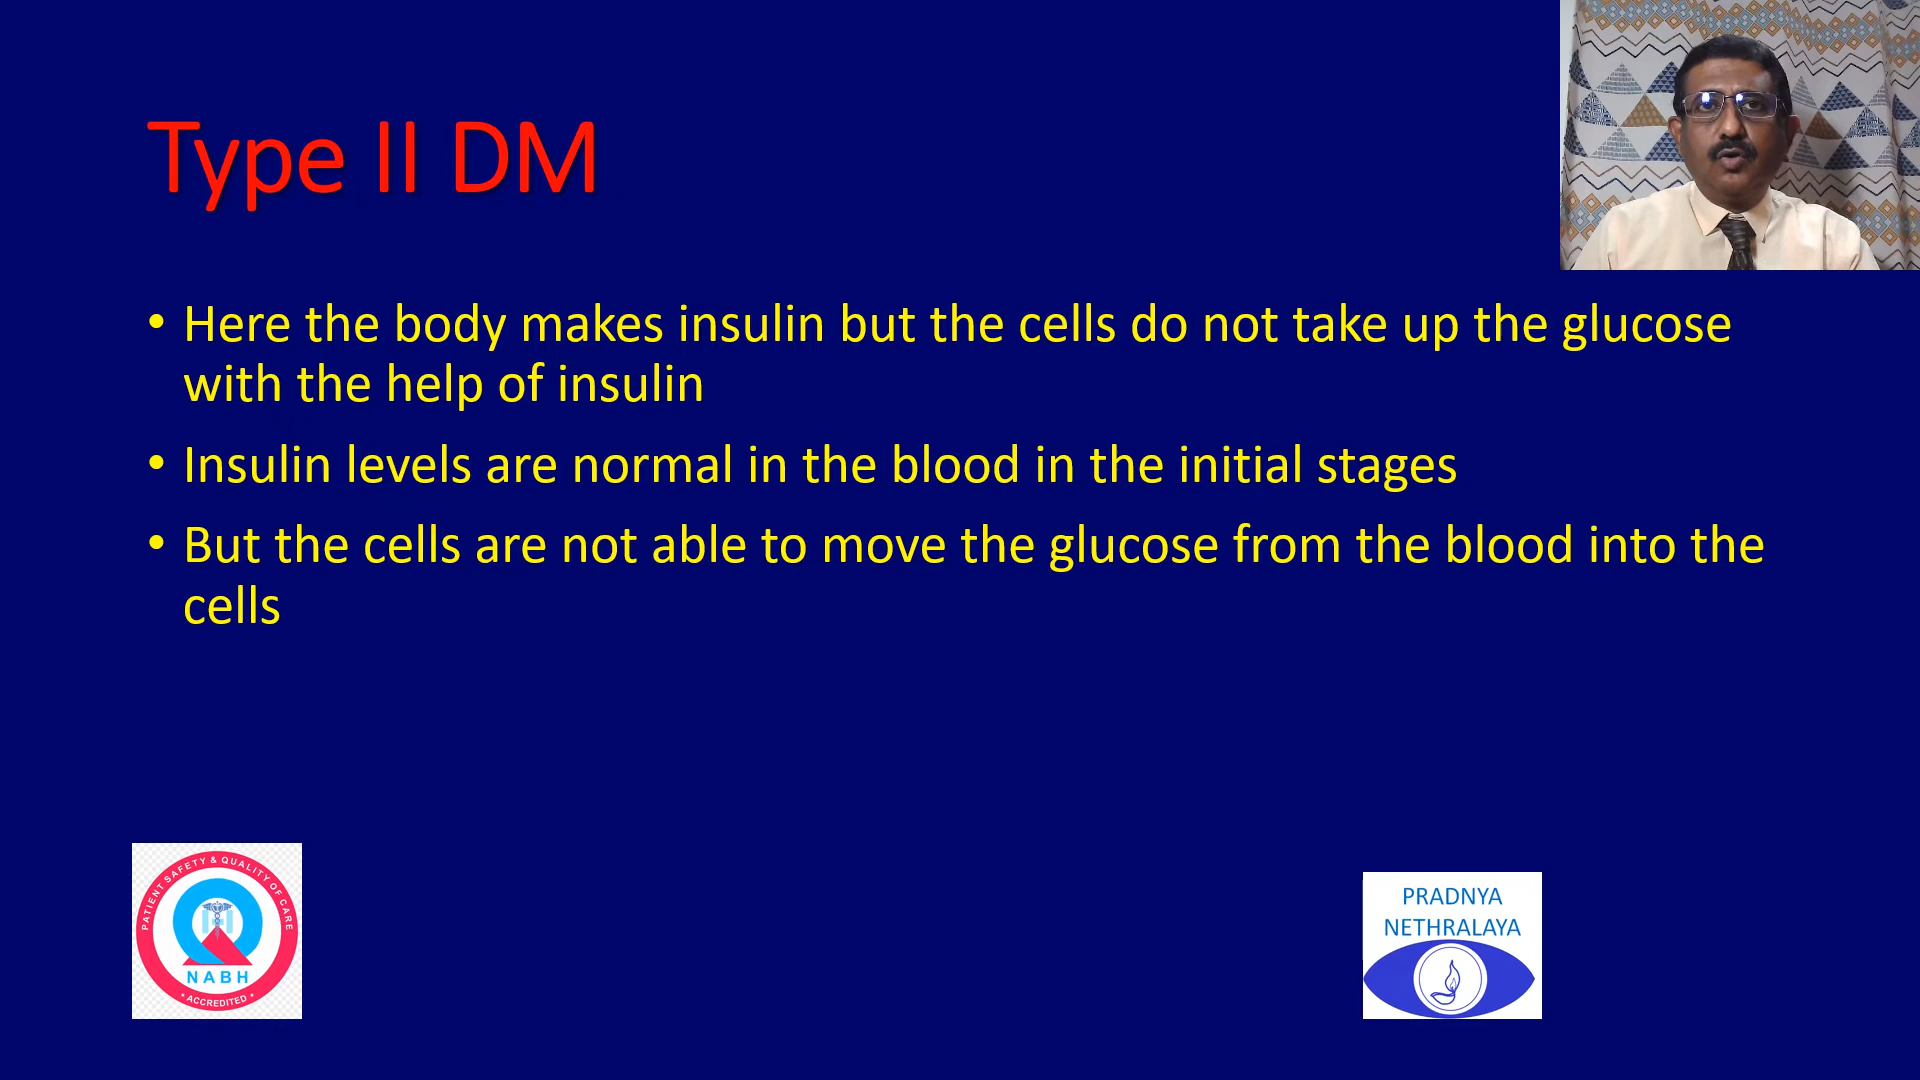 Type II DM
• Here the body makes insulin but the cells do not take up the glucose
with the help of insulin
• Insulin levels are normal in the blood in the initial stages
• But the cells are not able to move the glucose from the blood into the
cells
PATIENT SAFETY & QUALITY OF CARE
NABH
• ACCREDITED •
PRADNYA
NETHRALAYA